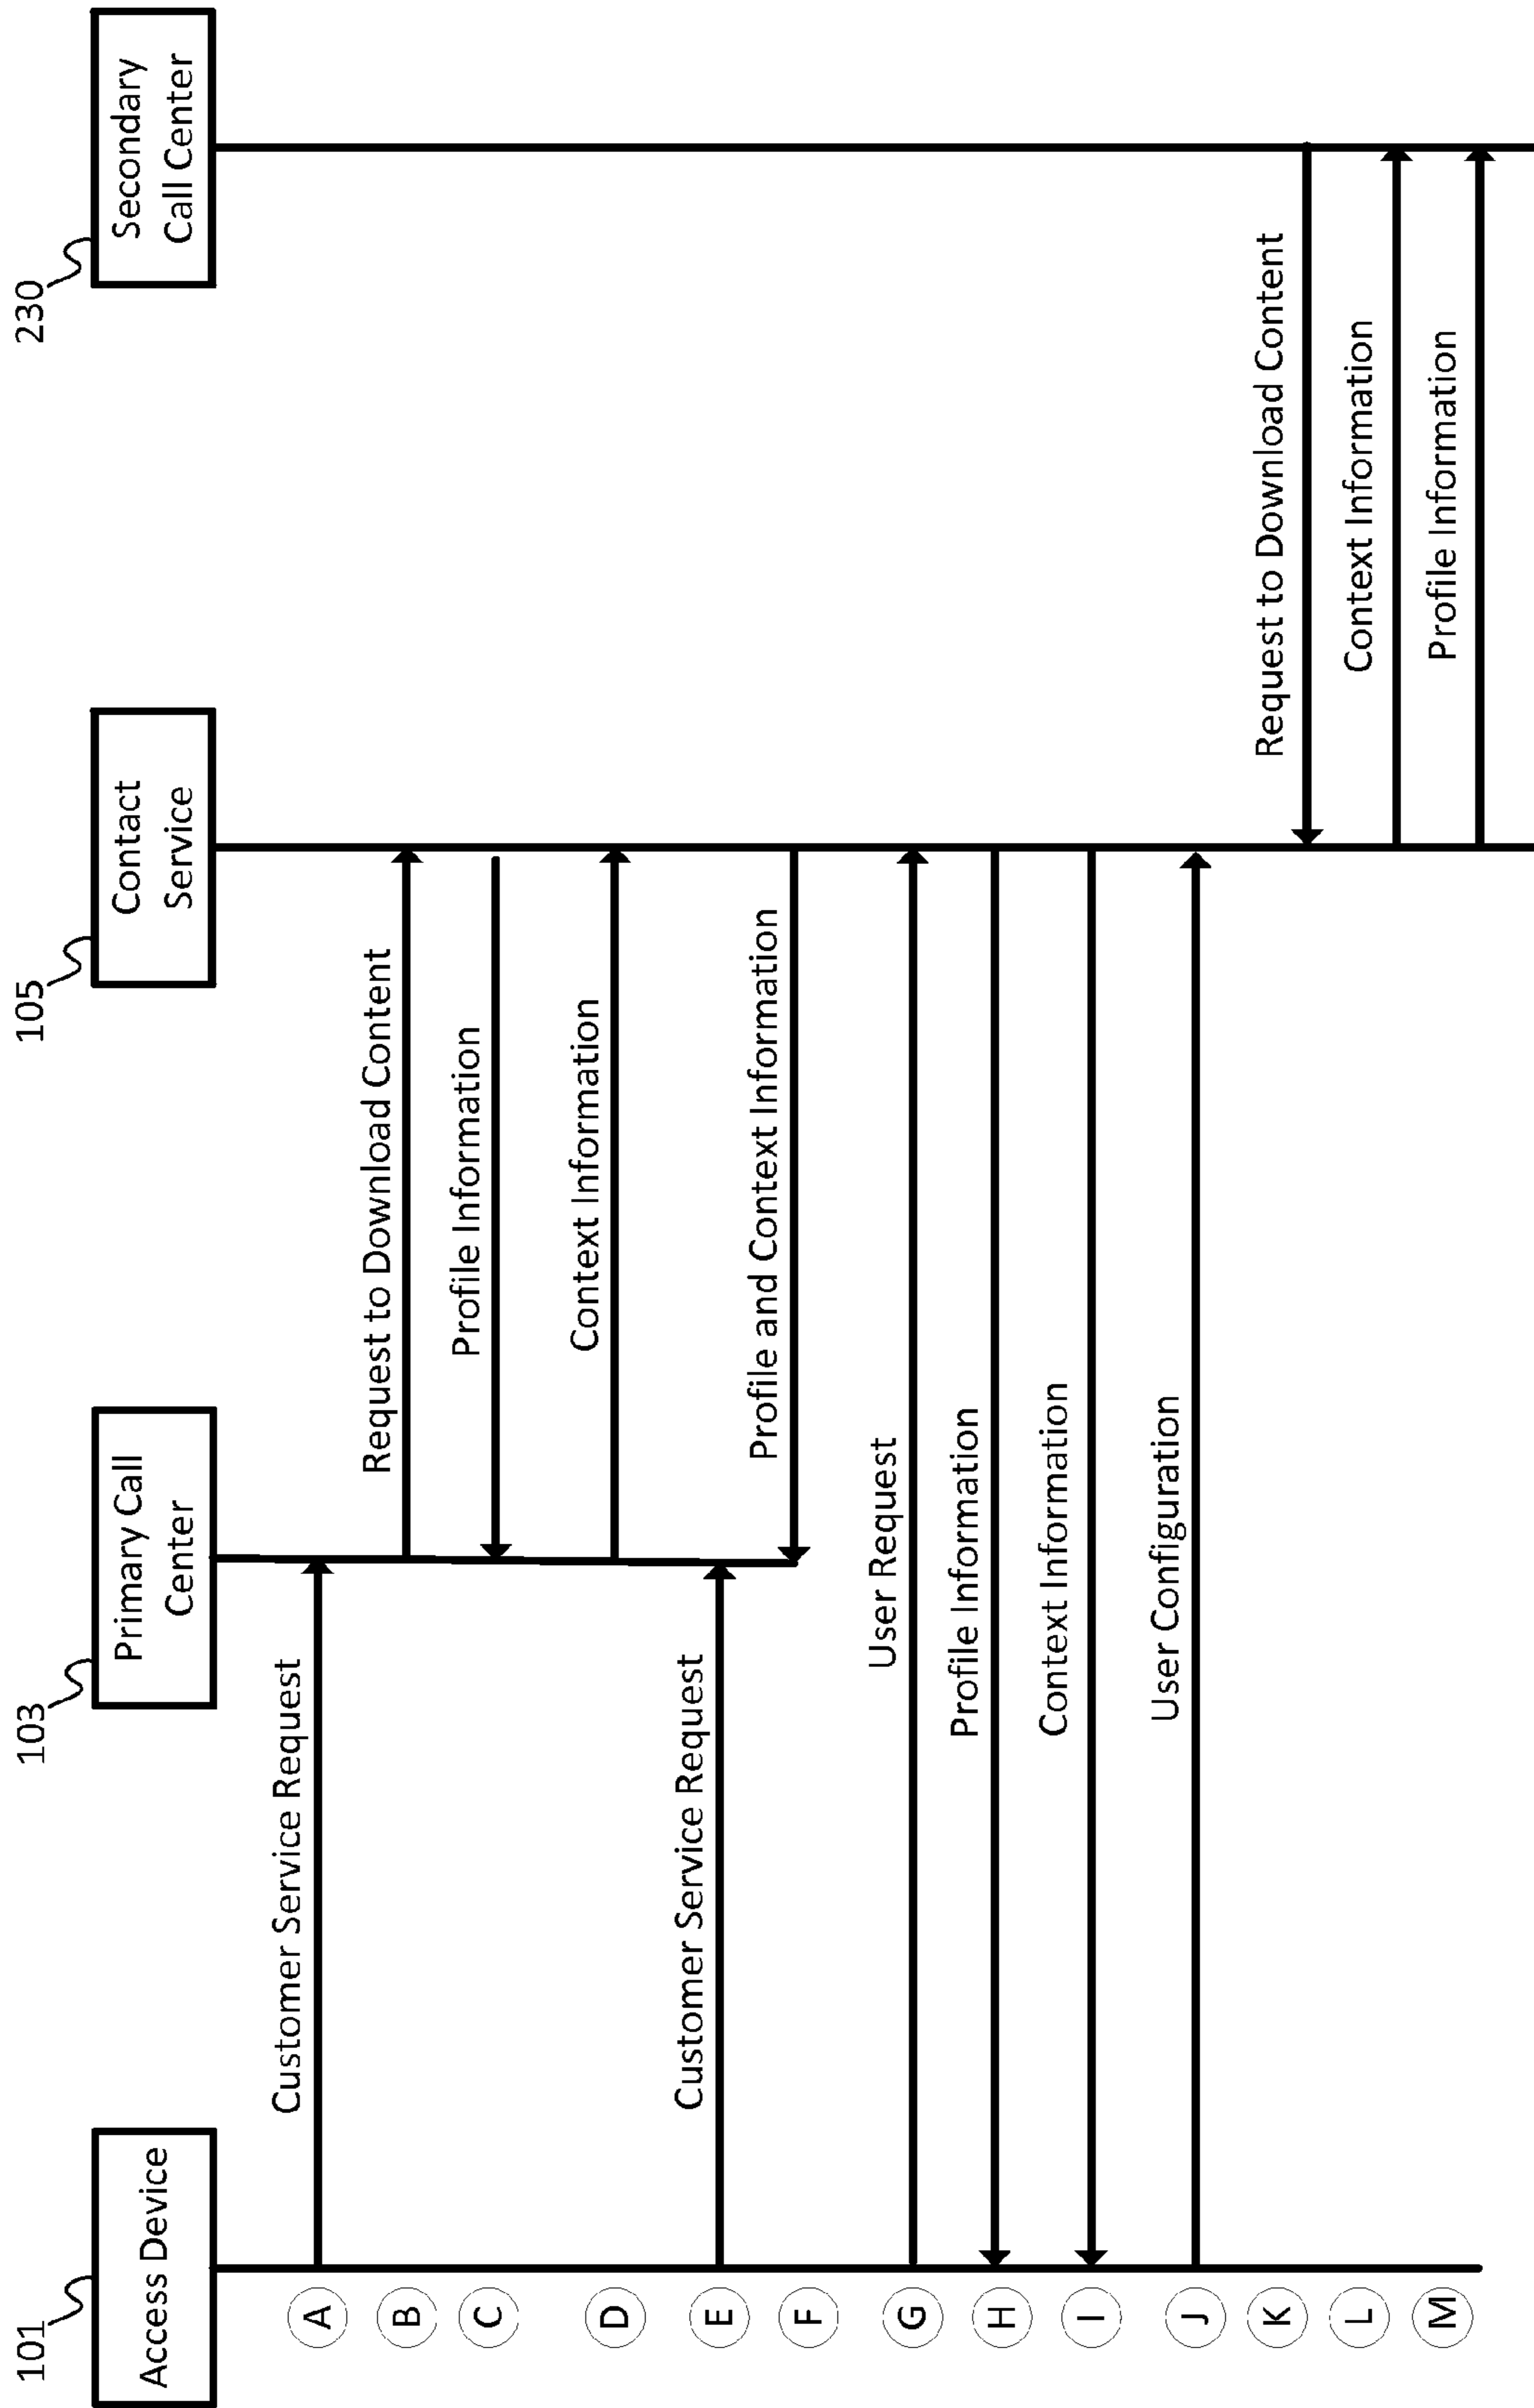 101
Access Device
103
Primary Call
Center
105
Contact
Service
230
Secondary
Call Center
A
Customer Service Request
B
Request to Download Content
C
Profile Information
D
Context Information
E
Customer Service Request
F
Profile and Context Information
G
User Request
H
Profile Information
I
Context Information
J
User Configuration
K
Request to Download Content
L
Context Information
M
Profile Information